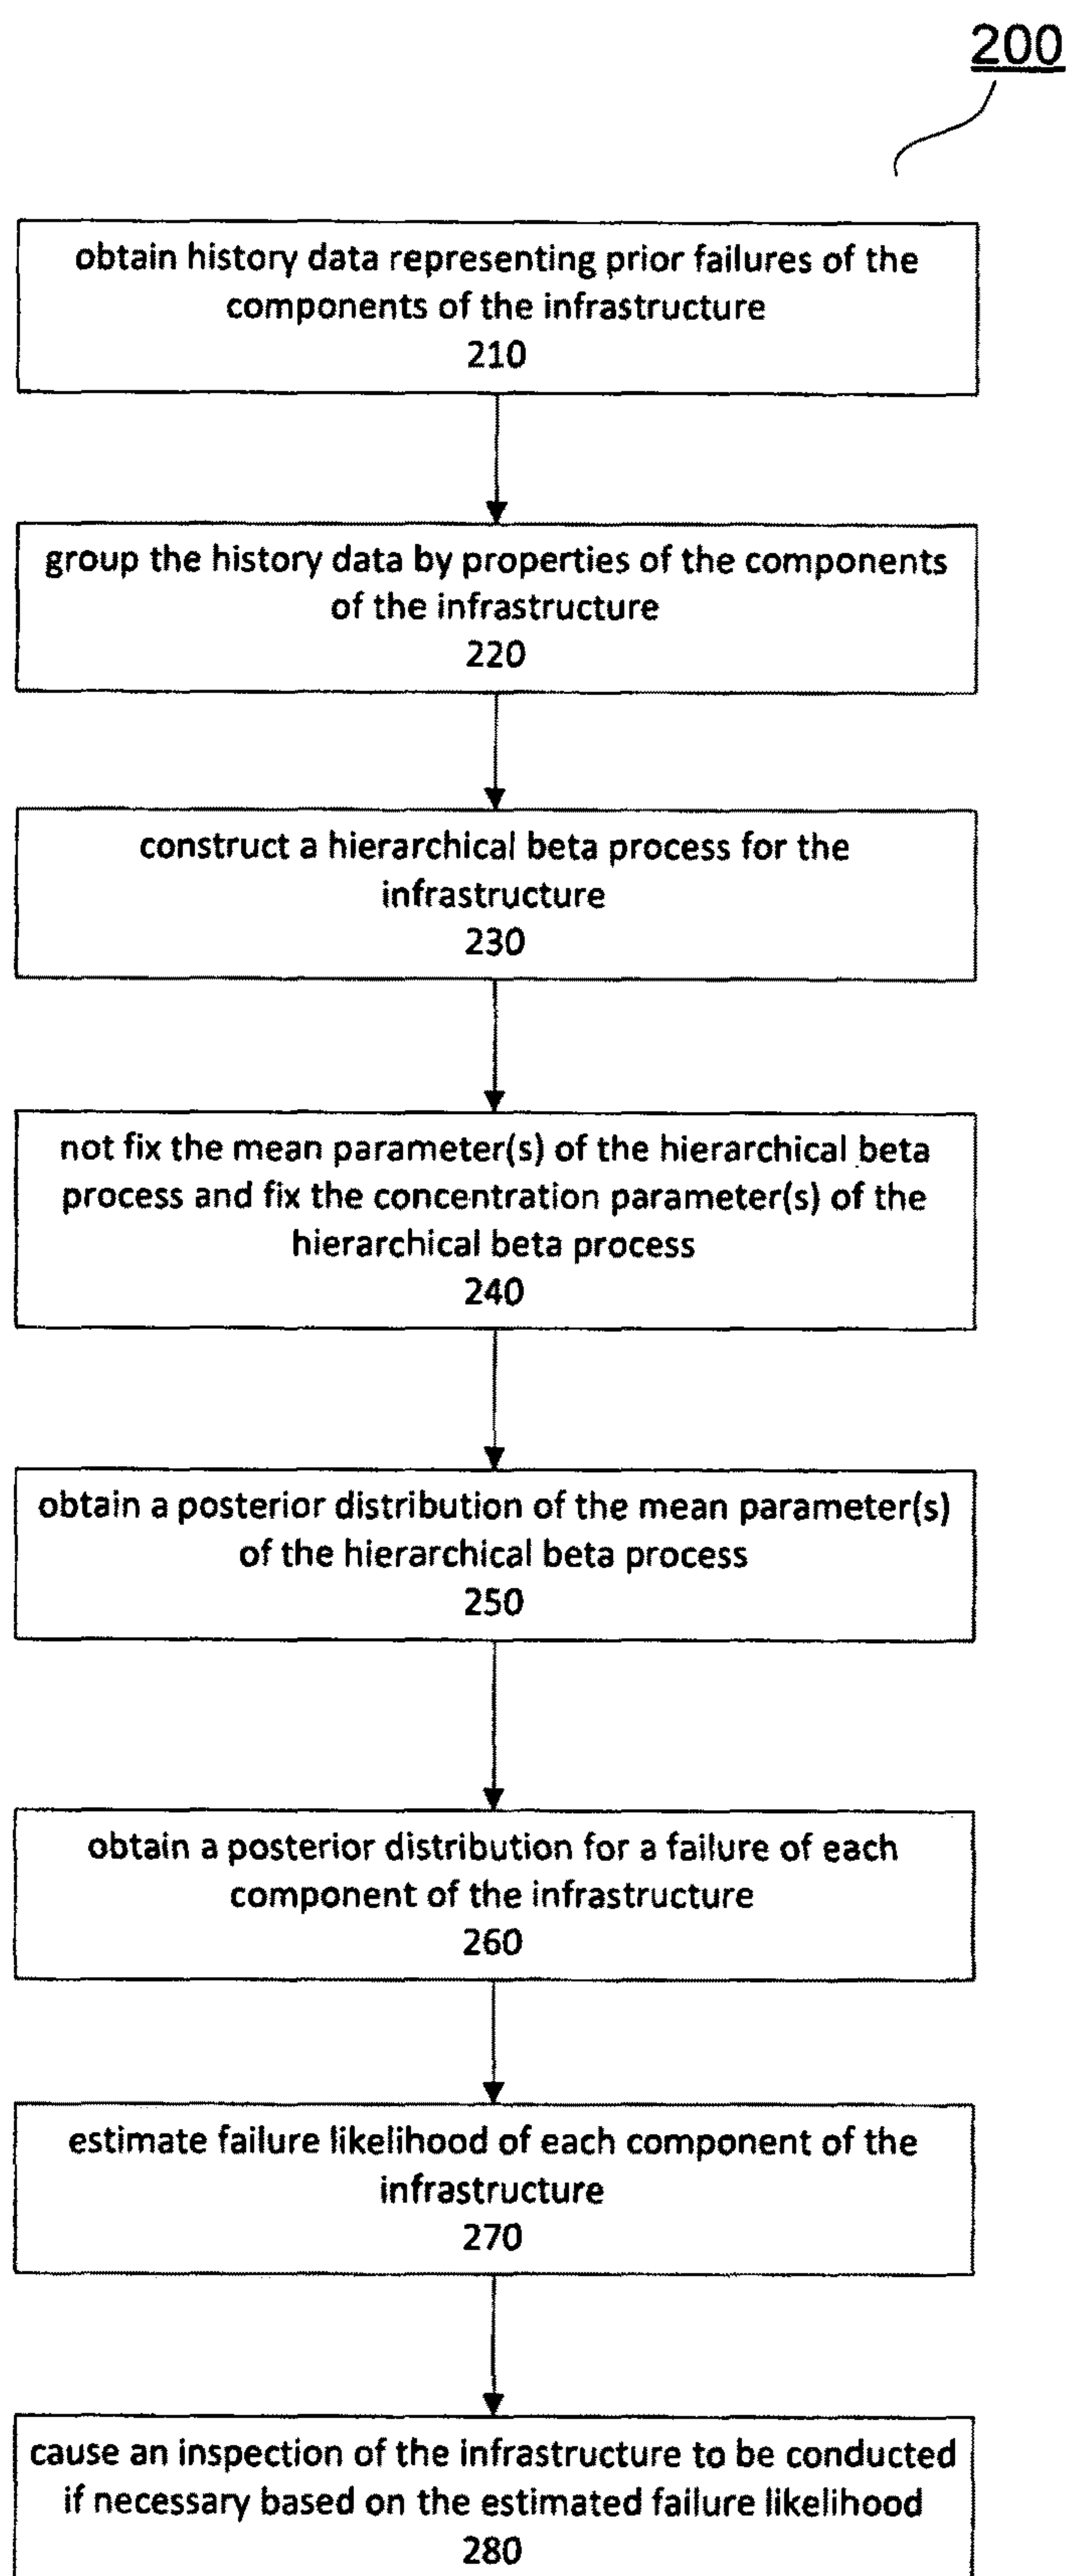 200
obtain history data representing prior failures of the
components of the infrastructure
210
group the history data by properties of the components
of the infrastructure
220
construct a hierarchical beta process for the
infrastructure
230
not fix the mean parameter(s) of the hierarchical beta
process and fix the concentration parameter(s) of the
hierarchical beta process
240
obtain a posterior distribution of the mean parameter(s)
of the hierarchical beta process
250
obtain a posterior distribution for a failure of each
component of the infrastructure
260
estimate failure likelihood of each component of the
infrastructure
270
cause an inspection of the infrastructure to be conducted
if necessary based on the estimated failure likelihood
280